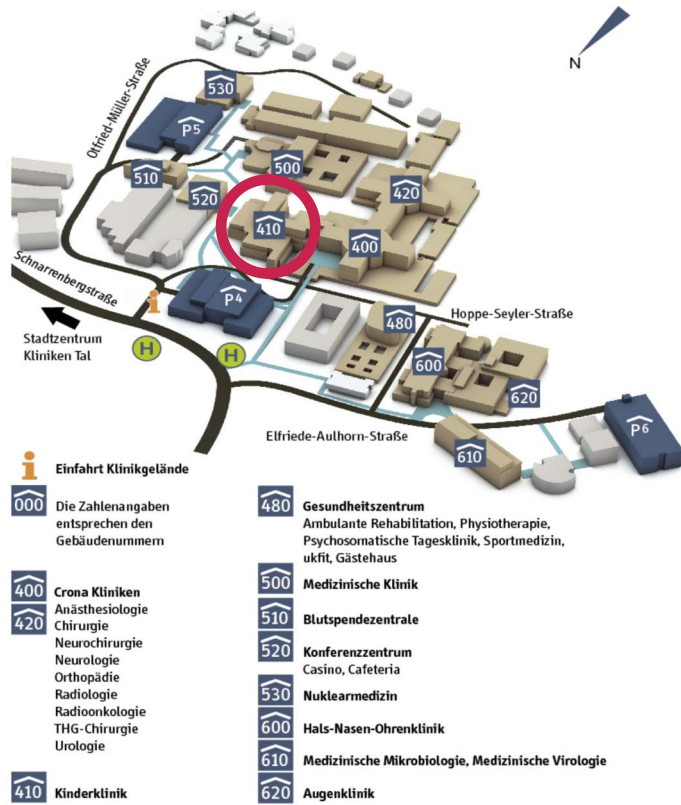 N
Otfried-Müller-Straße
530
P5
510
500
520
420
410
400
Schnarrenbergstraße
i
P4
Hoppe-Seyler-Straße
480
Stadtzentrum
Kliniken Tal
H
H
600
620
P6
Elfriede-Aulhorn-Straße
610
i Einfahrt Klinikgelände
000 Die Zahlenangaben
entsprechen den
Gebäudenummern
400 Crona Kliniken
420 Anästhesiologie
Chirurgie
Neurochirurgie
Neurologie
Orthopädie
Radiologie
Radioonkologie
THG-Chirurgie
Urologie
410 Kinderklinik
480 Gesundheitszentrum
Ambulante Rehabilitation, Physiotherapie,
Psychosomatische Tagesklinik, Sportmedizin,
ukfit, Gästehaus
500 Medizinische Klinik
510 Blutspendezentrale
520 Konferenzzentrum
Casino, Cafeteria
530 Nuklearmedizin
600 Hals-Nasen-Ohrenklinik
610 Medizinische Mikrobiologie, Medizinische Virologie
620 Augenklinik